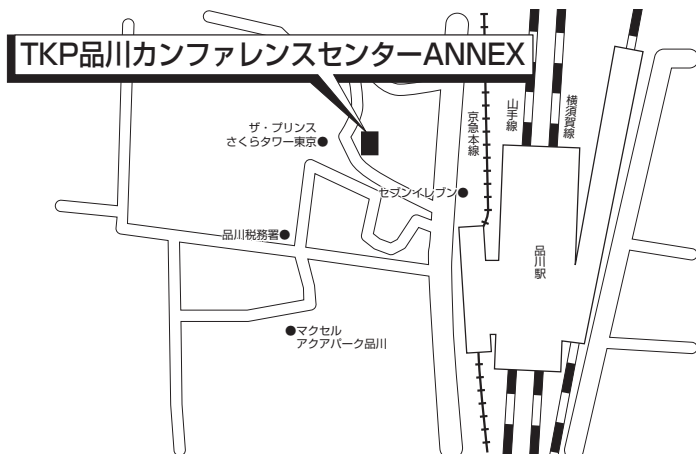 TKP品川カンファレンスセンターANNEX
ザ・プリンス
さくらタワー東京
京急本線
山手線
横須賀線
セブンイレブン
品川税務署
品川駅
マクセル
アクアパーク品川